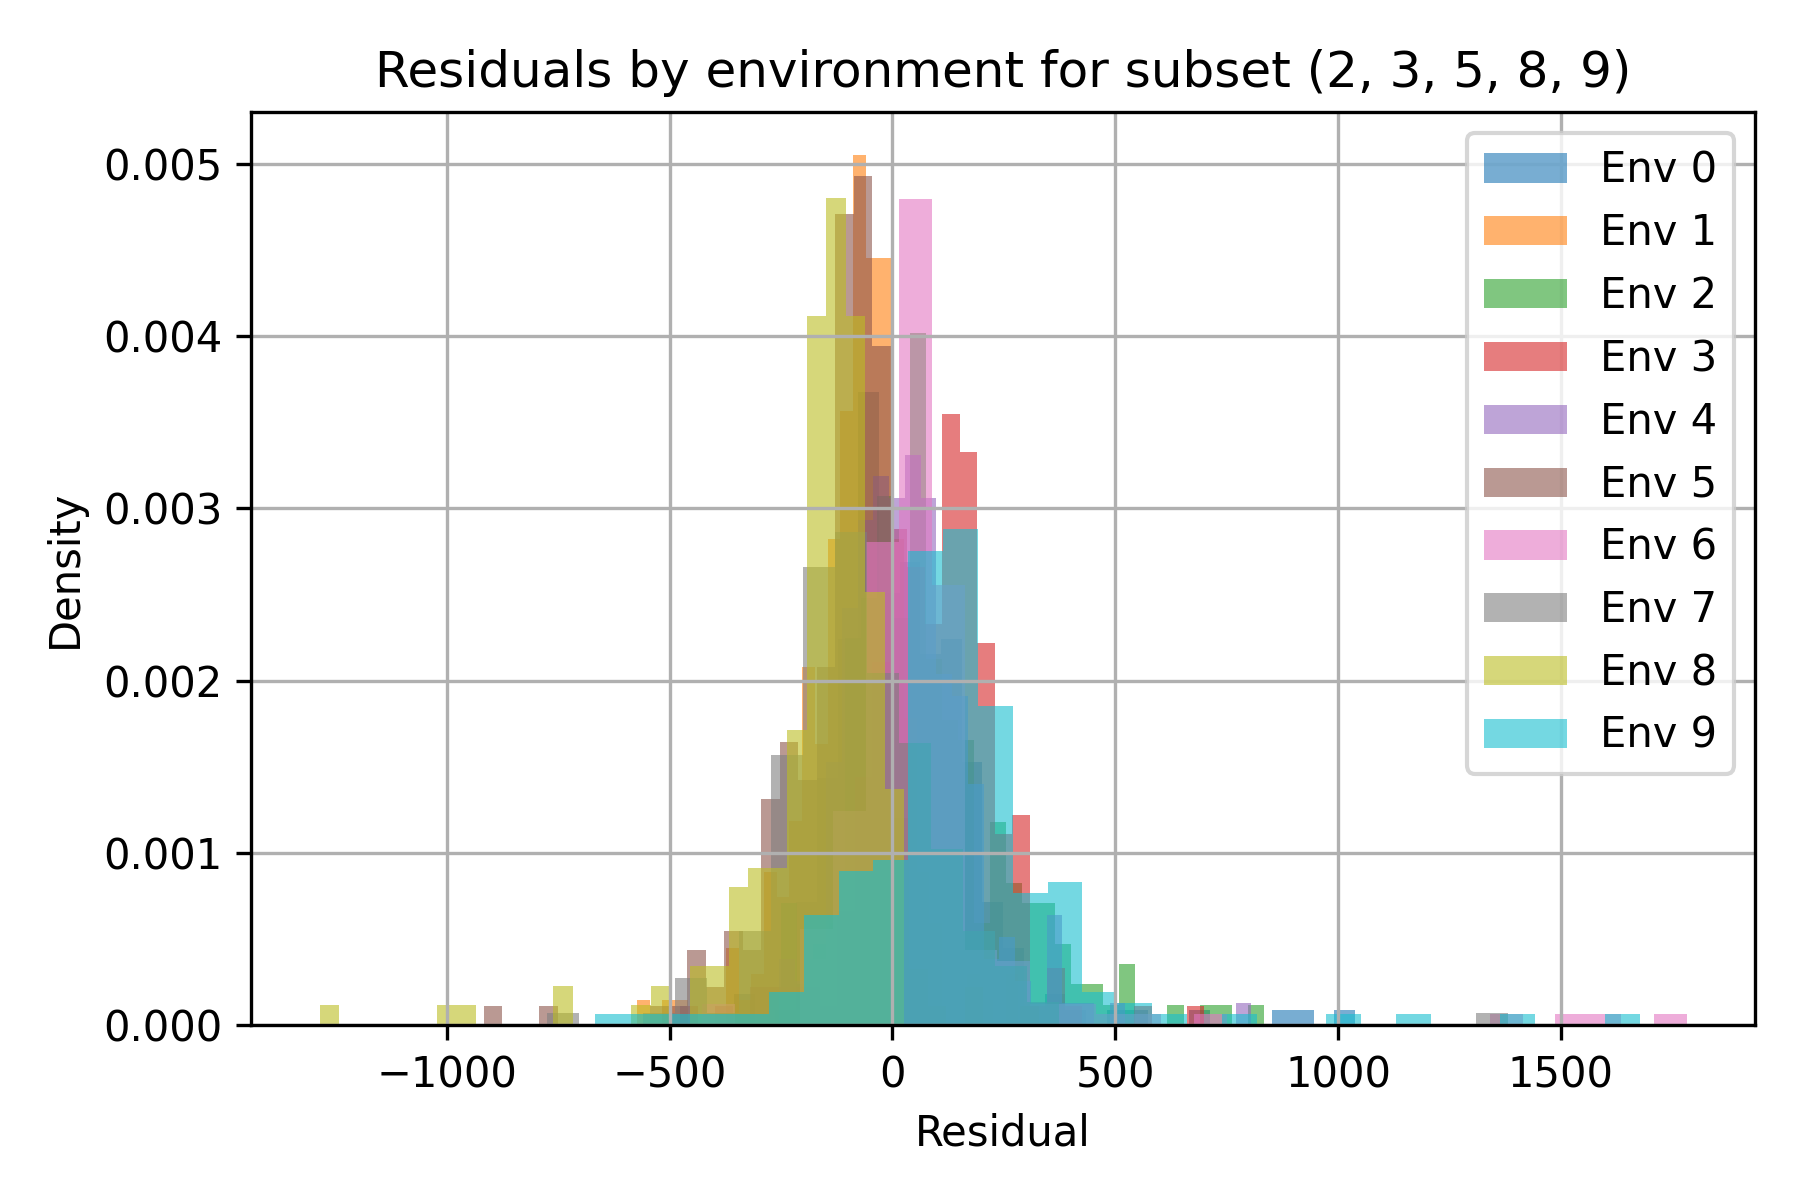 Residuals by environment for subset (2, 3, 5, 8, 9)
0.005
0.004
0.003
0.002
0.001
0.000
Density
−1000
−500
0
500
1000
1500
Residual
Env 0
Env 1
Env 2
Env 3
Env 4
Env 5
Env 6
Env 7
Env 8
Env 9